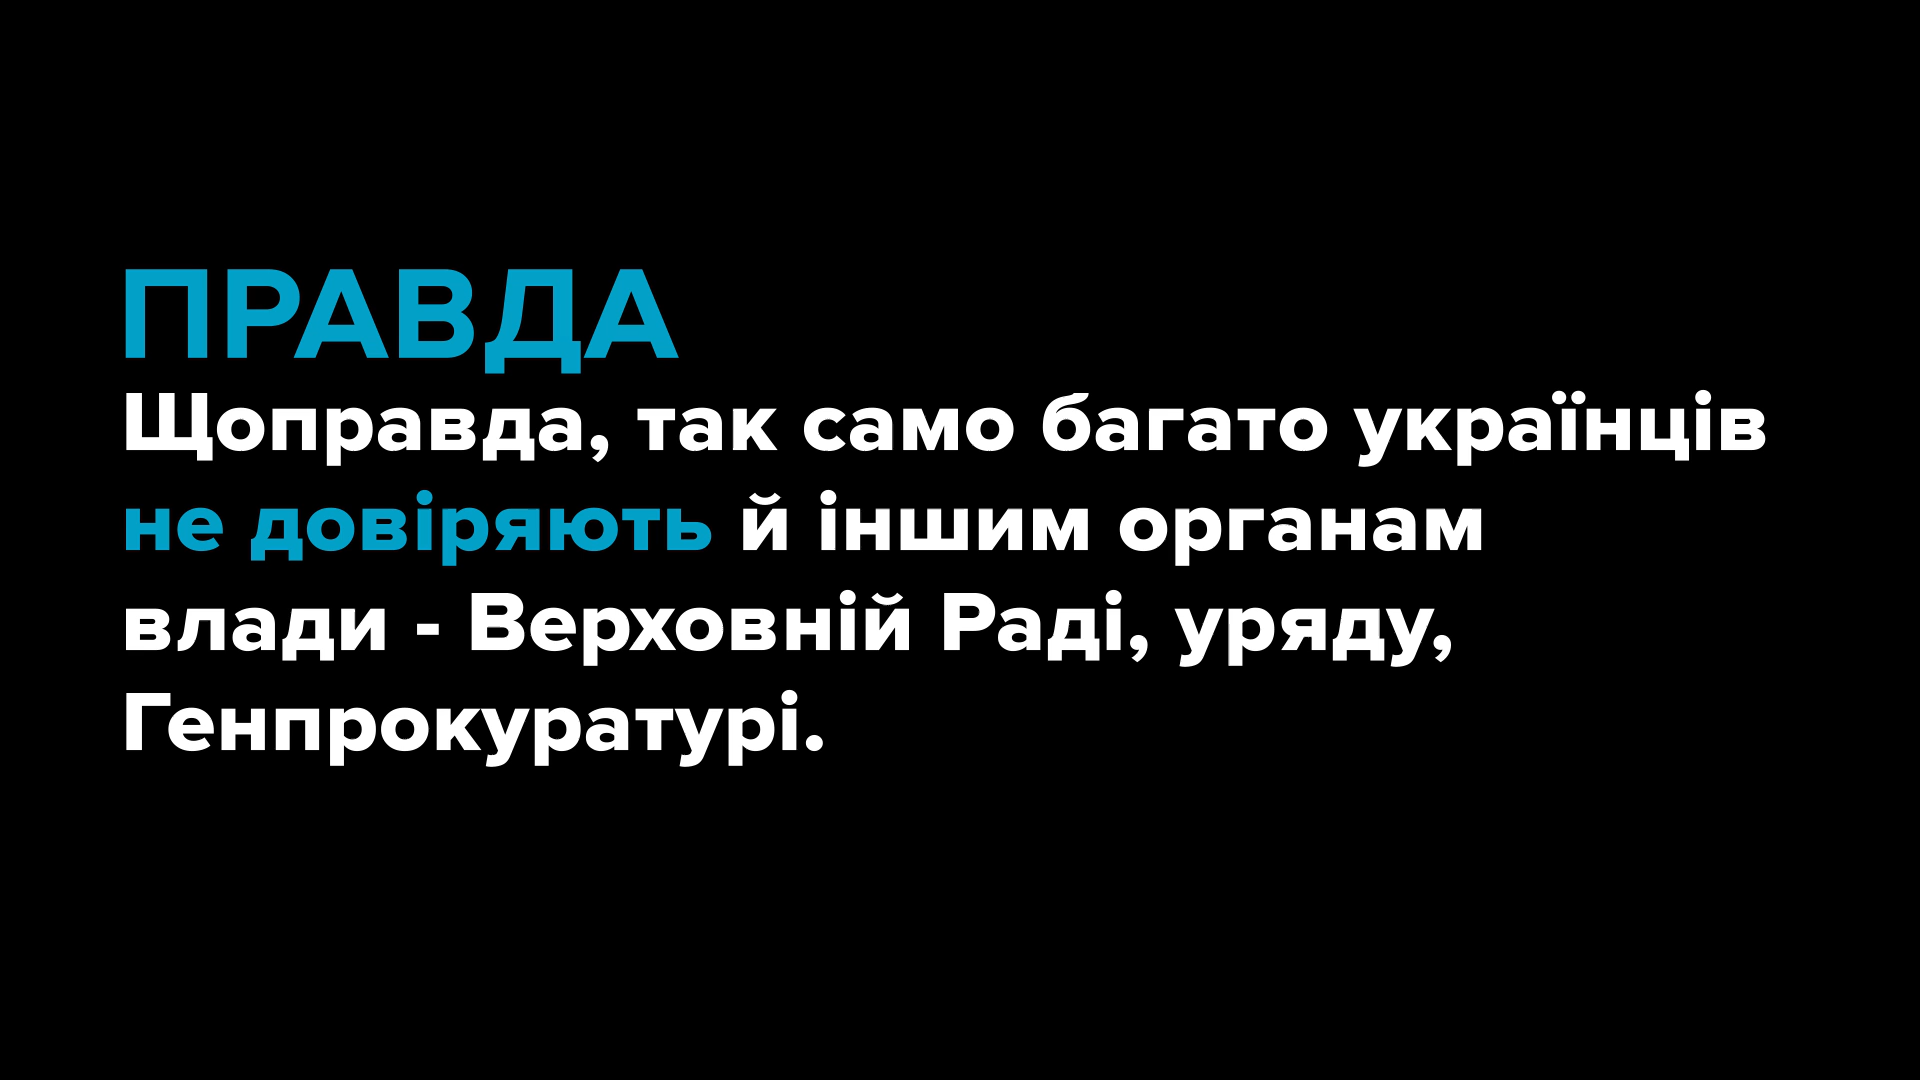 ПРАВДА
Щоправда, так само багато українців
не довіряють й іншим органам
влади - Верховній Раді, уряду,
Генпрокуратурі.